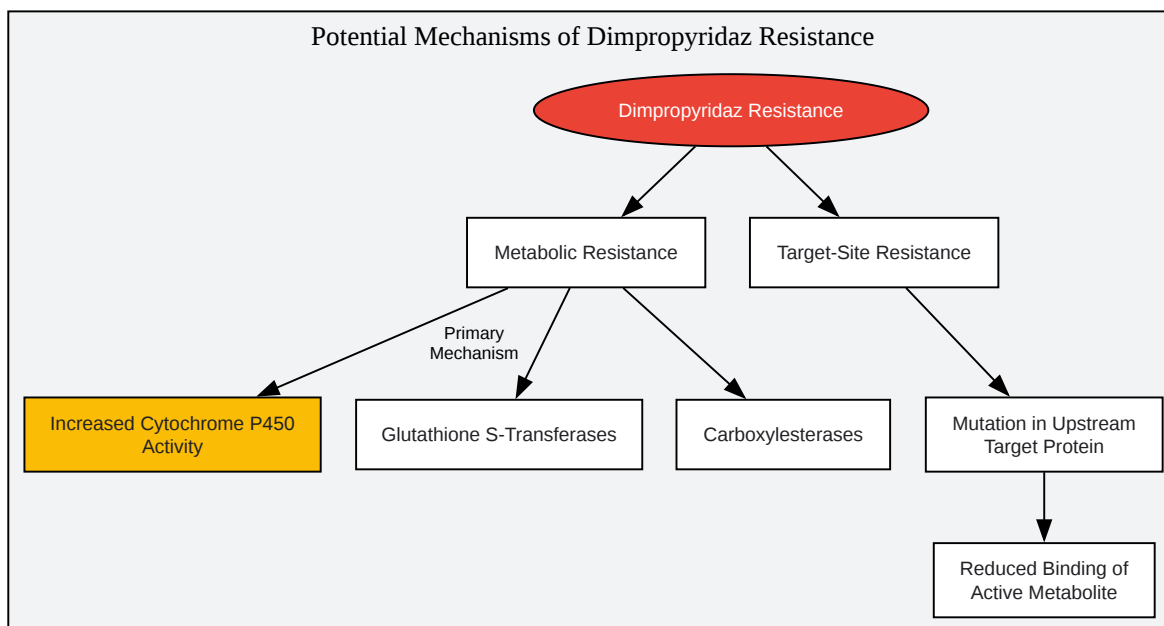 Potential Mechanisms of Dimpropyridaz Resistance
Dimpropyridaz Resistance
Metabolic Resistance
Target-Site Resistance
Primary
Mechanism
Increased Cytochrome P450
Activity
Glutathione S-Transferases
Carboxylesterases
Mutation in Upstream
Target Protein
Reduced Binding of
Active Metabolite